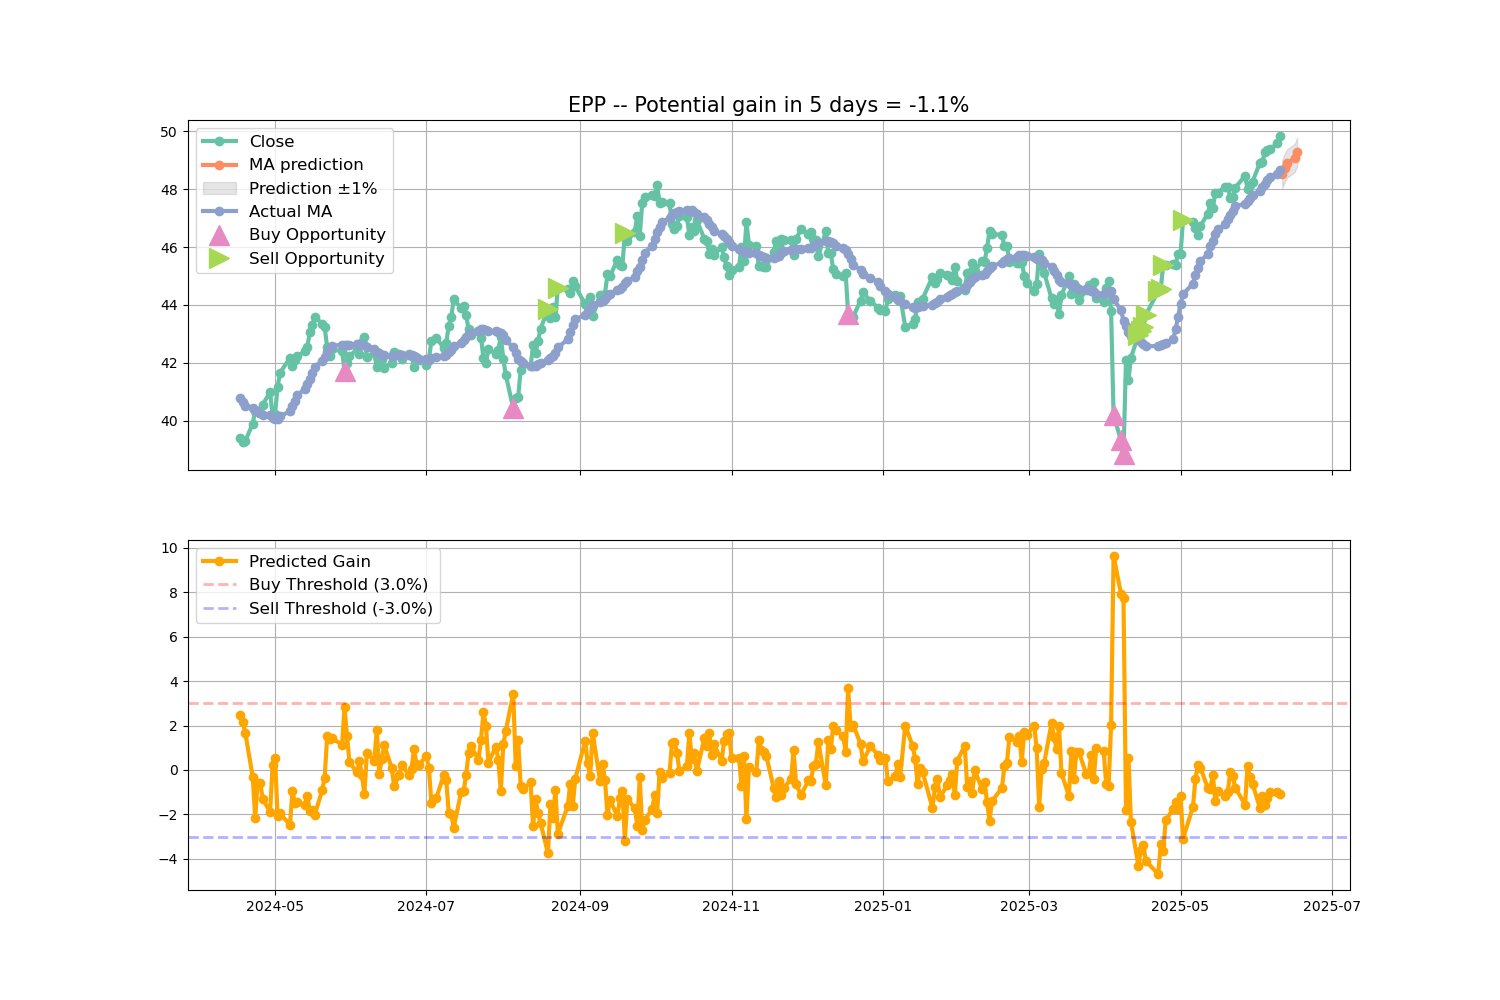 EPP -- Potential gain in 5 days = -1.1%
50
48
46
44
42
40
Close
MA prediction
Prediction ±1%
Actual MA
Buy Opportunity
Sell Opportunity
10
8
6
4
2
0
−2
−4
Predicted Gain
Buy Threshold (3.0%)
Sell Threshold (-3.0%)
2024-05 2024-07 2024-09 2024-11 2025-01 2025-03 2025-05 2025-07